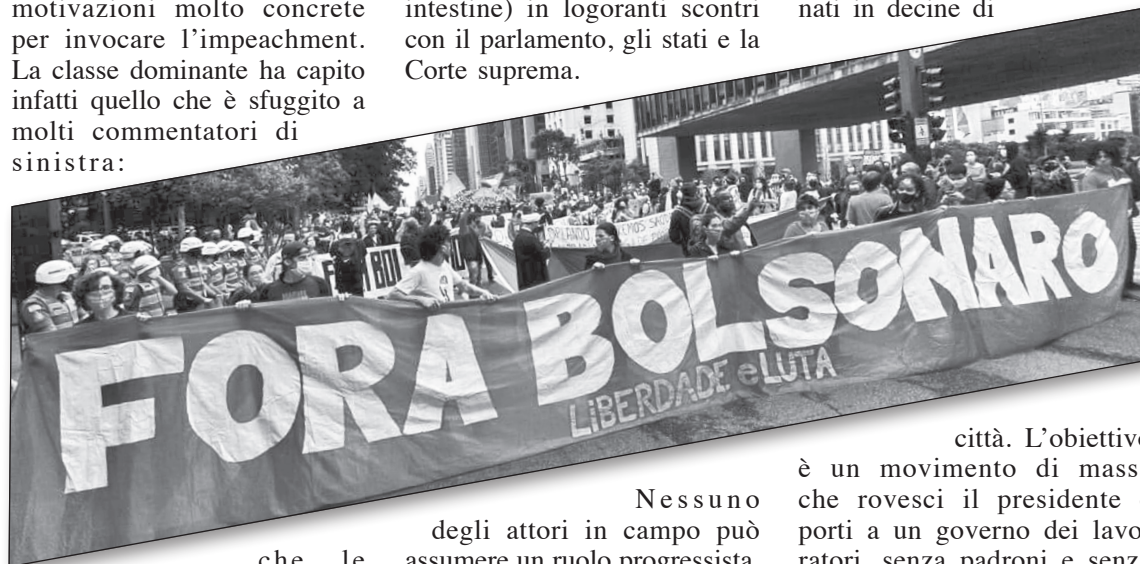 motivazioni molto concrete
per invocare l'impeachment.
La classe dominante ha capito
infatti quello che è sfuggito a
molti commentatori di
sinistra:
che le
intestine) in logoranti scontri
con il parlamento, gli stati e la
Corte suprema.
Nessuno
degli attori in campo può
assumere un ruolo progressista.
nati in decine di
città. L'obiettivo
è un movimento di mass
che rovesci il presidente
porti a un governo dei lavo
ratori, senza padroni e senz
FORA BOLSONARO
LiBERDADE eLUTA